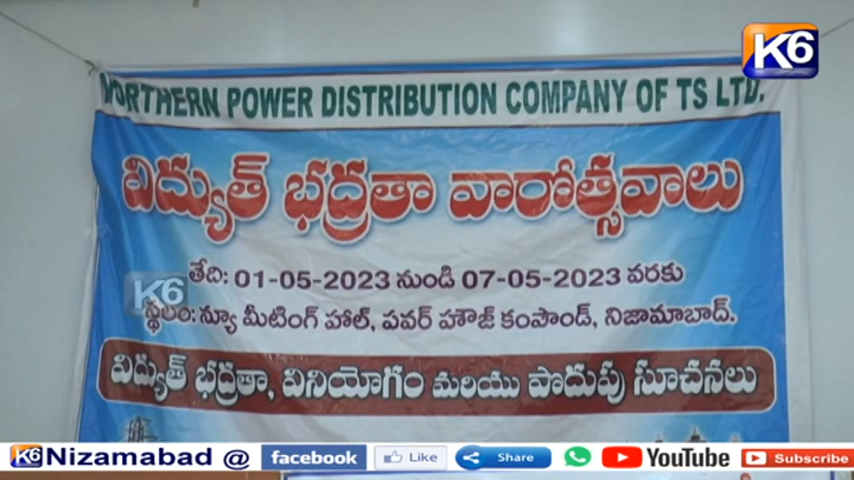 K6
NORTHERN POWER DISTRIBUTION COMPANY OF TS LTD.
విద్యుత్ భద్రతా వారోత్సవాలు
తేది: 01-05-2023 నుండి 07-05-2023 వరకు
K6
స్థలం: న్యూ మీటింగ్ హాల్, పవర్ హౌజ్ కంపౌండ్, నిజామాబాద్.
విద్యుత్ భద్రతా, వినియోగం మరియు పొదుపు సూచనలు
K6 Nizamabad @ facebook Like Share YouTube Subscribe